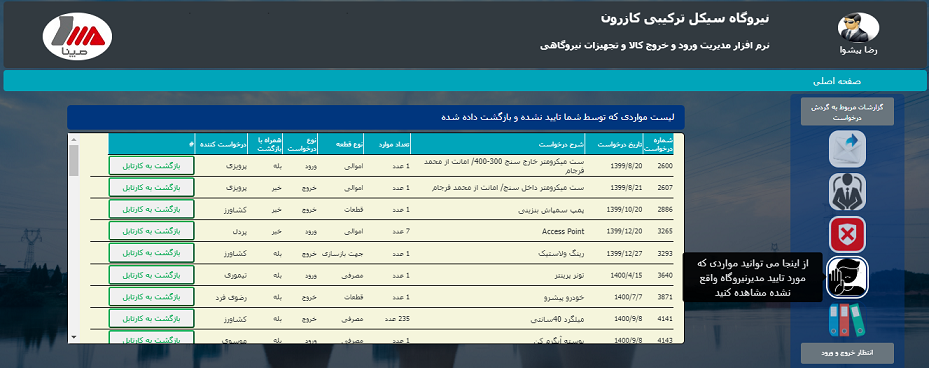 نیروگاه سیکل ترکیبی کازرون
نرم افزار مدیریت ورود و خروج کالا و تجهیزات نیروگاهی
رضا پیشوا
مپنا
صفحه اصلی
گزارشات مربوط به گردش
درخواست
لیست مواردی که توسط شما تایید نشده و بازگشت داده شده
شماره درخواست تاریخ درخواست شرح درخواست تعداد موارد نوع قطعه نوع درخواست همراه با بازگشت درخواست کننده #
2600 1399/8/20 ست میکرومتر خارج سنج 300-400/ امانت از محمد فرجام 1 عدد اموالی ورود بله پرویزی بازگشت به کارتابل
2607 1399/8/21 ست میکرومتر داخل سنج/ امانت از محمد فرجام 1 عدد اموالی خروج خیر پرویزی بازگشت به کارتابل
2886 1399/10/20 پمپ سمپاش بنزینی 1 عدد قطعات خروج خیر کشاورز بازگشت به کارتابل
3265 1399/12/20 Access Point 7 عدد اموالی ورود خیر پردل بازگشت به کارتابل
3293 1399/12/27 رینگ ولاستیک 1 عدد جهت بازسازی خروج بله کشاورز بازگشت به کارتابل
3640 1400/4/15 تونر پرینتر 1 عدد مصرفی ورود بله تیموری بازگشت به کارتابل
3871 1400/7/7 خودرو پیشرو 1 عدد قطعات خروج بله رضوی فرد بازگشت به کارتابل
4141 1400/9/8 میلگرد 40سانتی 235 عدد مصرفی خروج بله کشاورز بازگشت به کارتابل
4143 1400/9/8 پوسته آبگرم کن 1 عدد مصرفی ورود بله موسوی بازگشت به کارتابل
از اینجا می توانید مواردی که
مورد تایید مدیرنیروگاه واقع
نشده مشاهده کنید
انتظار خروج و ورود